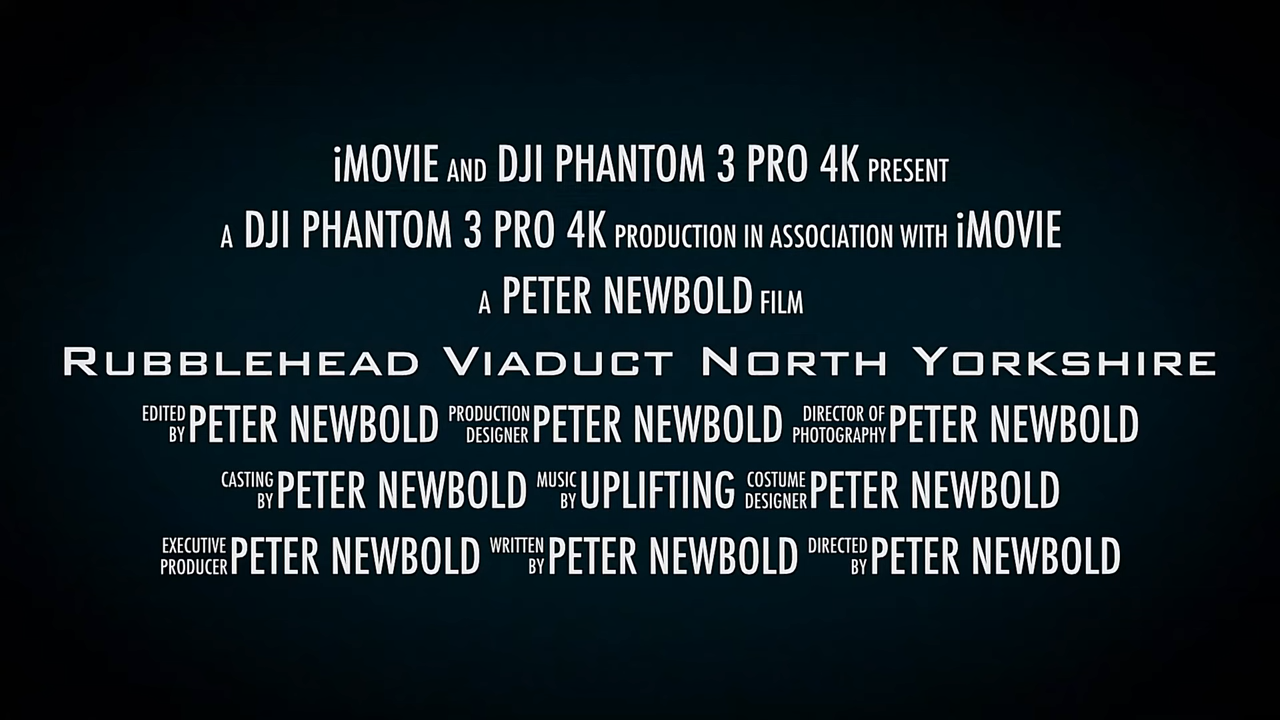 iMOVIE AND DJI PHANTOM 3 PRO 4K PRESENT
A DJI PHANTOM 3 PRO 4K PRODUCTION IN ASSOCIATION WITH iMOVIE
A PETER NEWBOLD FILM
RUBBLEHEAD VIADUCT NORTH YORKSHIRE
EDITED BY PETER NEWBOLD PRODUCTION DESIGNER PETER NEWBOLD DIRECTOR OF PHOTOGRAPHY PETER NEWBOLD
CASTING BY PETER NEWBOLD MUSIC BY UPLIFTING COSTUME DESIGNER PETER NEWBOLD
EXECUTIVE PRODUCER PETER NEWBOLD WRITTEN BY PETER NEWBOLD DIRECTED BY PETER NEWBOLD